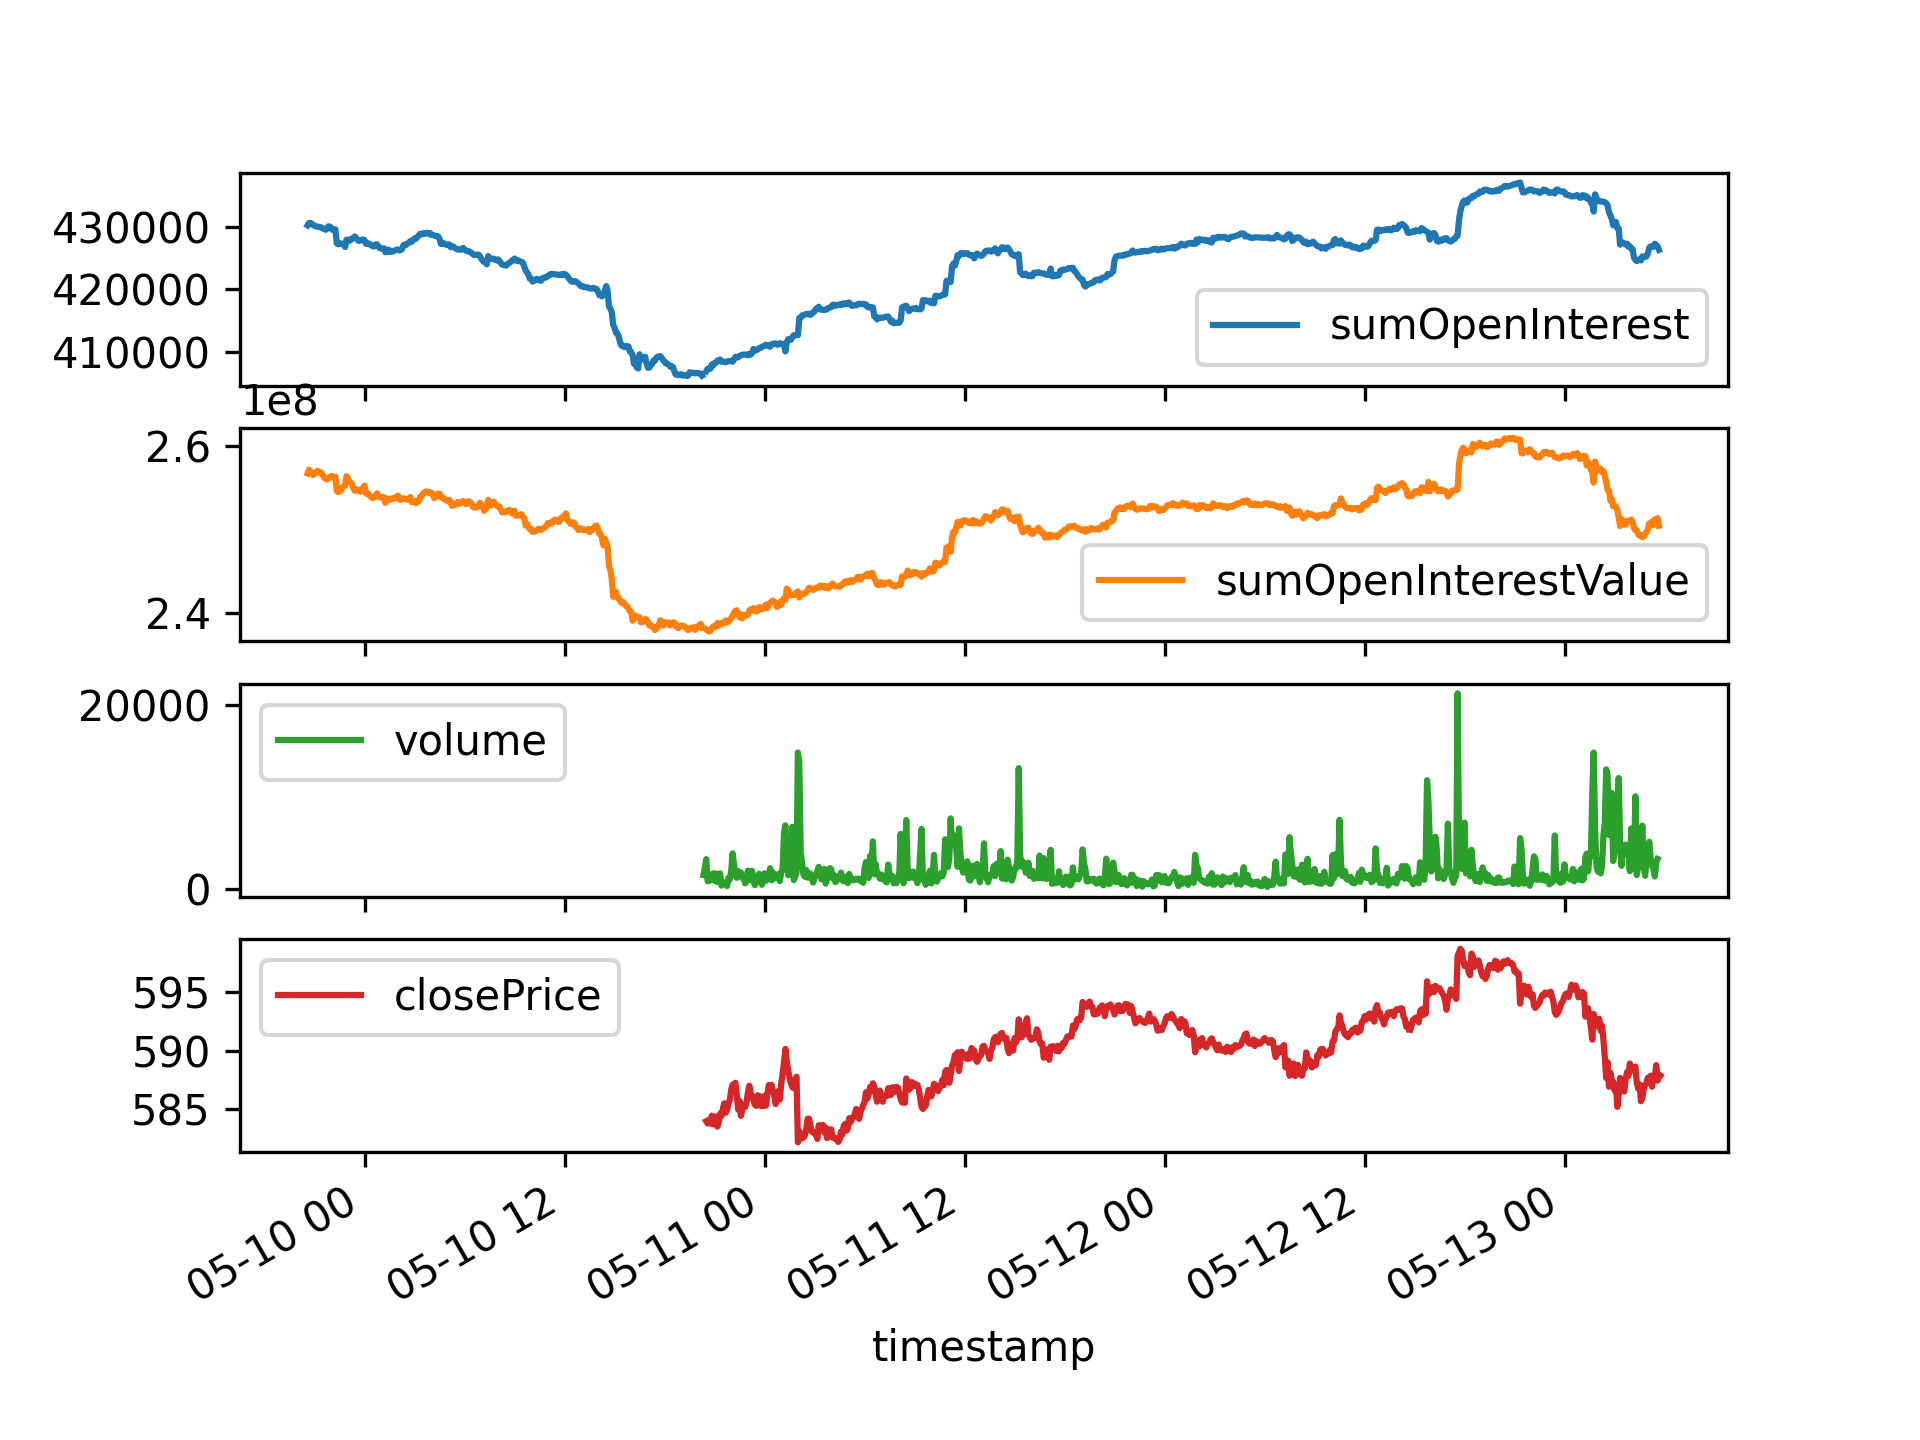 430000
420000
410000
sumOpenInterest
1e8
2.6
2.4
sumOpenInterestValue
20000
0
volume
595
590
585
closePrice
05-10 00
05-10 12
05-11 00
05-11 12
05-12 00
05-12 12
05-13 00
timestamp